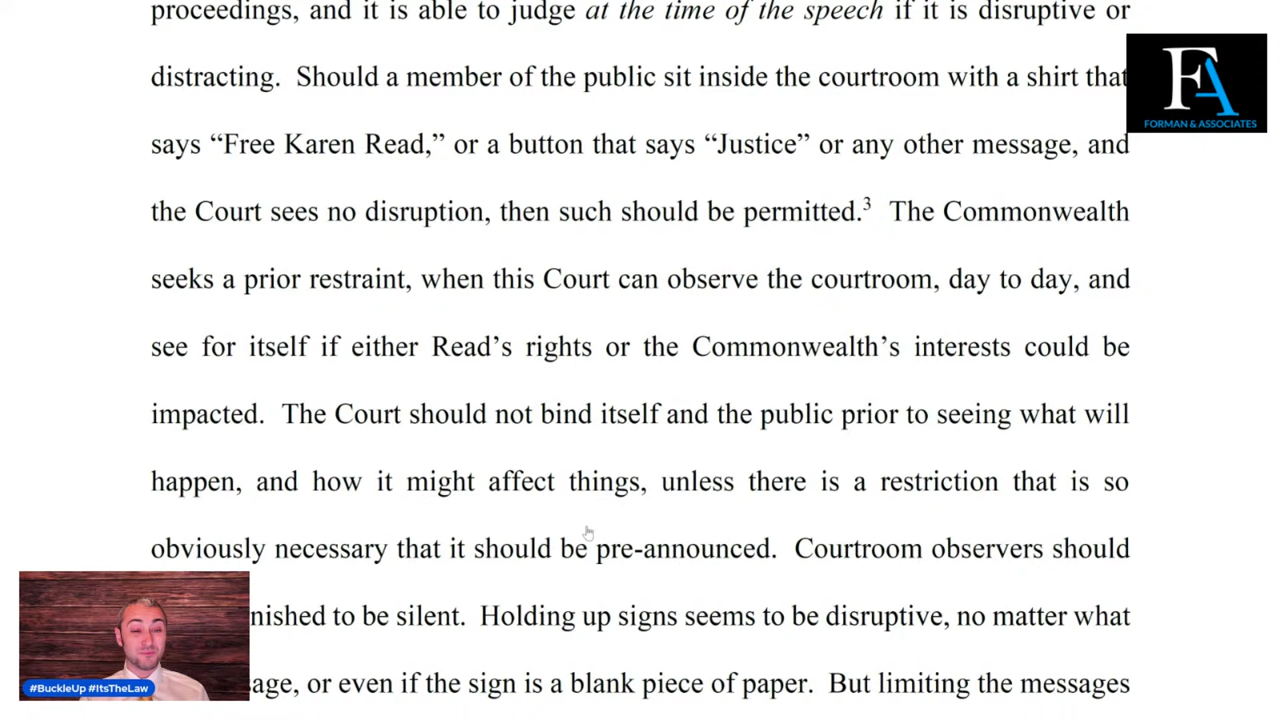 proceedings, and it is able to judge at the time of the speech if it is disruptive or
distracting. Should a member of the public sit inside the courtroom with a shirt that
says “Free Karen Read,” or a button that says “Justice” or any other message, and
the Court sees no disruption, then such should be permitted.3 The Commonwealth
seeks a prior restraint, when this Court can observe the courtroom, day to day, and
see for itself if either Read’s rights or the Commonwealth’s interests could be
impacted. The Court should not bind itself and the public prior to seeing what will
happen, and how it might affect things, unless there is a restriction that is so
obviously necessary that it should be pre-announced. Courtroom observers should
nished to be silent. Holding up signs seems to be disruptive, no matter what
age, or even if the sign is a blank piece of paper. But limiting the messages
FA
FORMAN & ASSOCIATES
#BuckleUp #ItsTheLaw